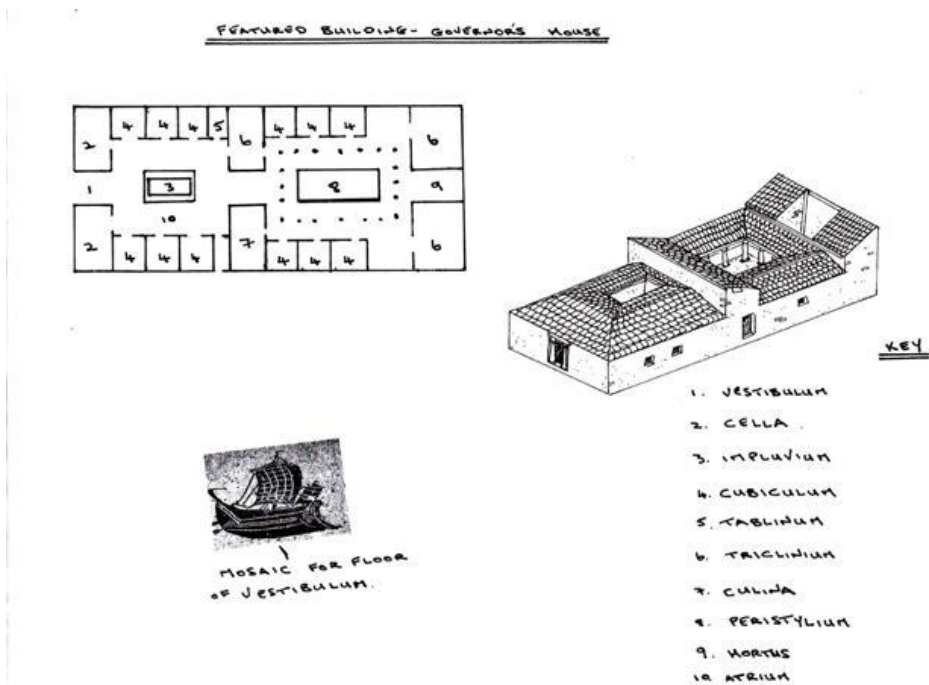 FEATURED BUILDING - GOVERNOR'S HOUSE
4 4 4 5 4 4 4
2 6 6
1 3 8 9
10
2 7 6
4 4 4 4 4 4
KEY
1. VESTIBULUM
2. CELLA.
3. IMPLUVIUM
4. CUBICULUM
5. TABLINUM
6. TRICLINIUM
7. CULINA
8. PERISTYLIUM
9. HORTUS
10 ATRIUM
MOSAIC FOR FLOOR
OF VESTIBULUM.